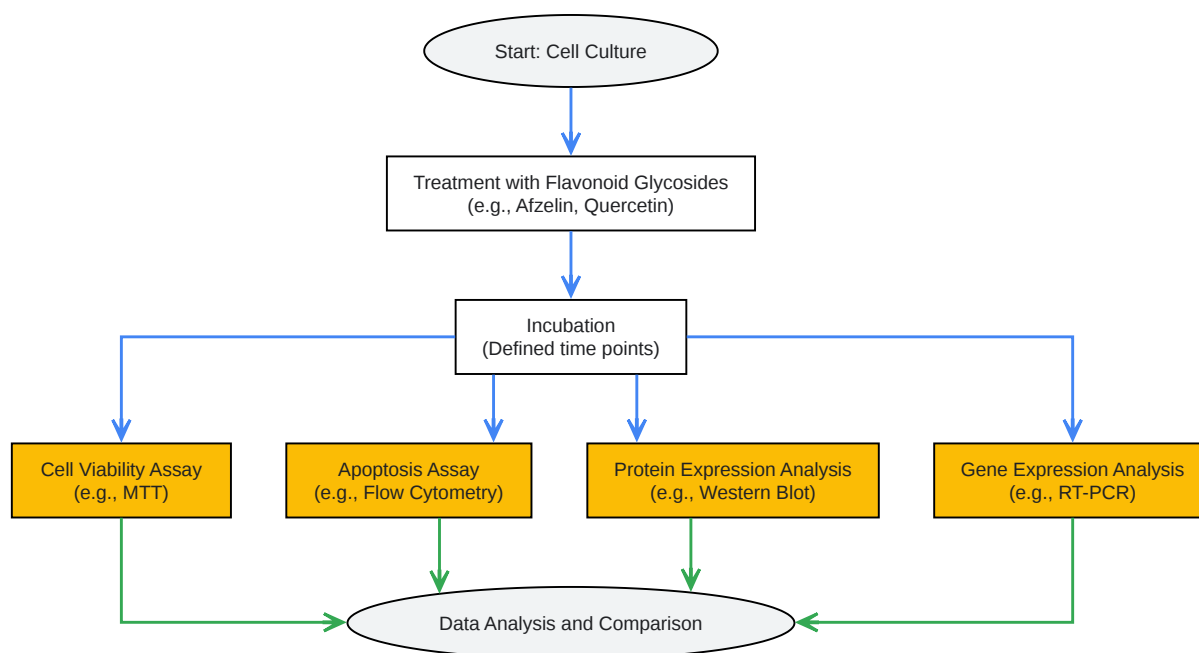 Start: Cell Culture
Treatment with Flavonoid Glycosides
(e.g., Afzelin, Quercetin)
Incubation
(Defined time points)
Cell Viability Assay
(e.g., MTT)
Apoptosis Assay
(e.g., Flow Cytometry)
Protein Expression Analysis
(e.g., Western Blot)
Gene Expression Analysis
(e.g., RT-PCR)
Data Analysis and Comparison